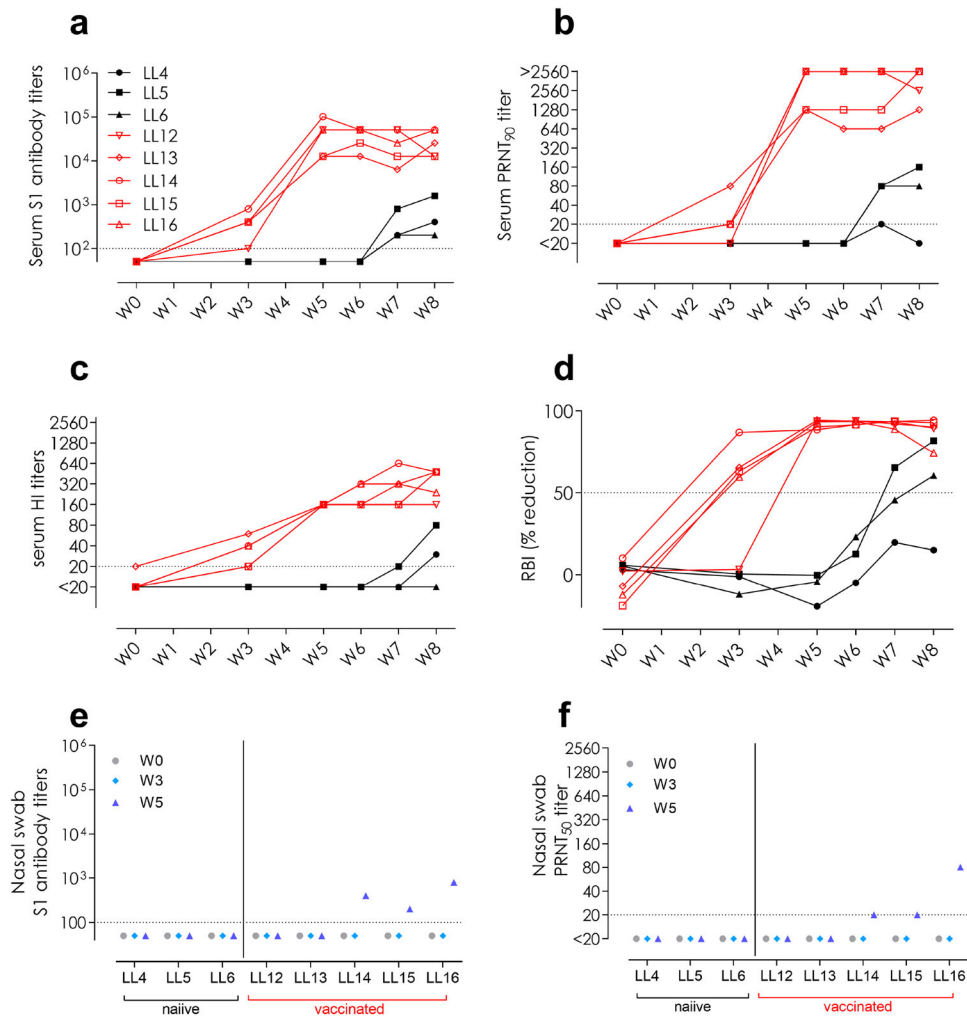 a
Serum S1 antibody titers
10⁶
10⁵
10⁴
10³
10²
LL4
LL5
LL6
LL12
LL13
LL14
LL15
LL16
W0 W1 W2 W3 W4 W5 W6 W7 W8
b
Serum PRNT₉₀ titer
>2560
2560
1280
640
320
160
80
40
20
<20
W0 W1 W2 W3 W4 W5 W6 W7 W8
c
serum HI titers
2560
1280
640
320
160
80
40
20
<20
W0 W1 W2 W3 W4 W5 W6 W7 W8
d
RBI (% reduction)
100
50
0
W0 W1 W2 W3 W4 W5 W6 W7 W8
e
Nasal swab
S1 antibody titers
10⁶
10⁵
10⁴
10³
100
W0
W3
W5
LL4 LL5 LL6 LL12 LL13 LL14 LL15 LL16
naiive vaccinated
f
Nasal swab
PRNT₅₀ titer
2560
1280
640
320
160
80
40
20
<20
W0
W3
W5
LL4 LL5 LL6 LL12 LL13 LL14 LL15 LL16
naiive vaccinated